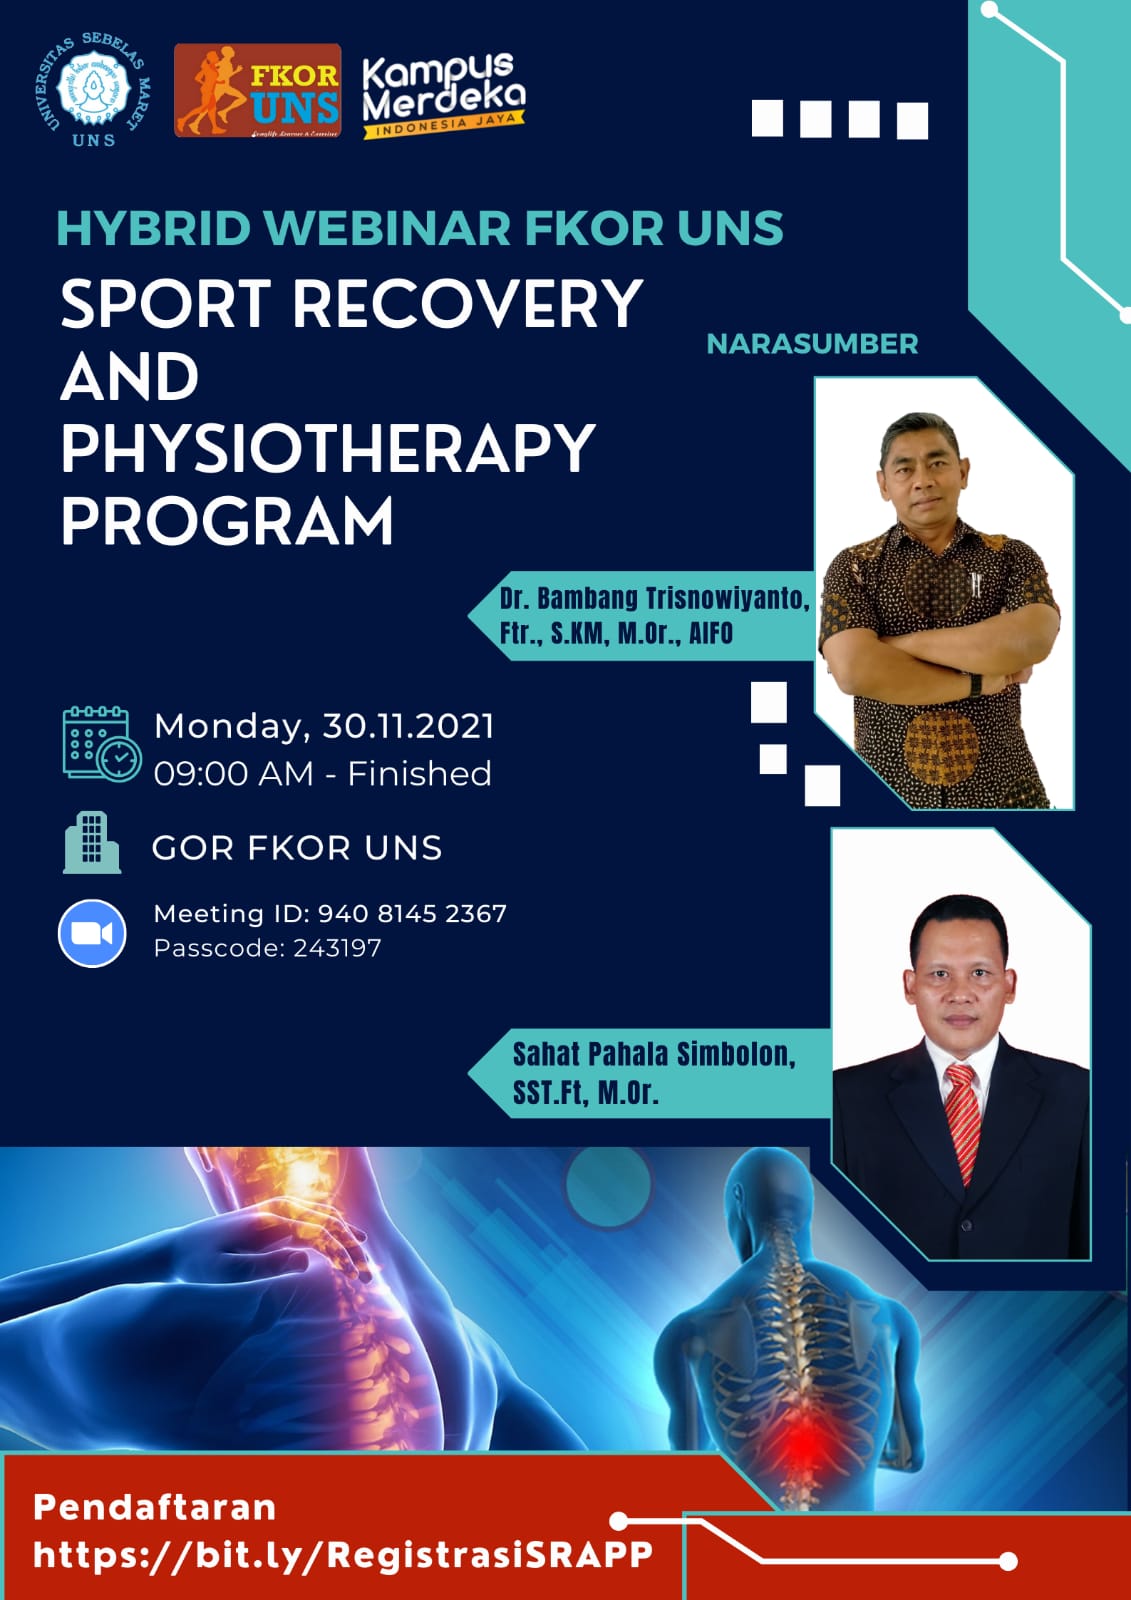 UNIVERSITAS SEBELAS MARET
UNS
FKOR
UNS
Kampus
Merdeka
INDONESIA JAYA
HYBRID WEBINAR FKOR UNS
SPORT RECOVERY
AND
PHYSIOTHERAPY
PROGRAM
NARASUMBER
Dr. Bambang Trisnowiyanto,
Ftr., S.KM, M.Or., AIFO
Monday, 30.11.2021
09:00 AM - Finished
GOR FKOR UNS
Meeting ID: 940 8145 2367
Passcode: 243197
Sahat Pahala Simbolon,
SST.Ft, M.Or.
Pendaftaran
https://bit.ly/RegistrasiSRAPP